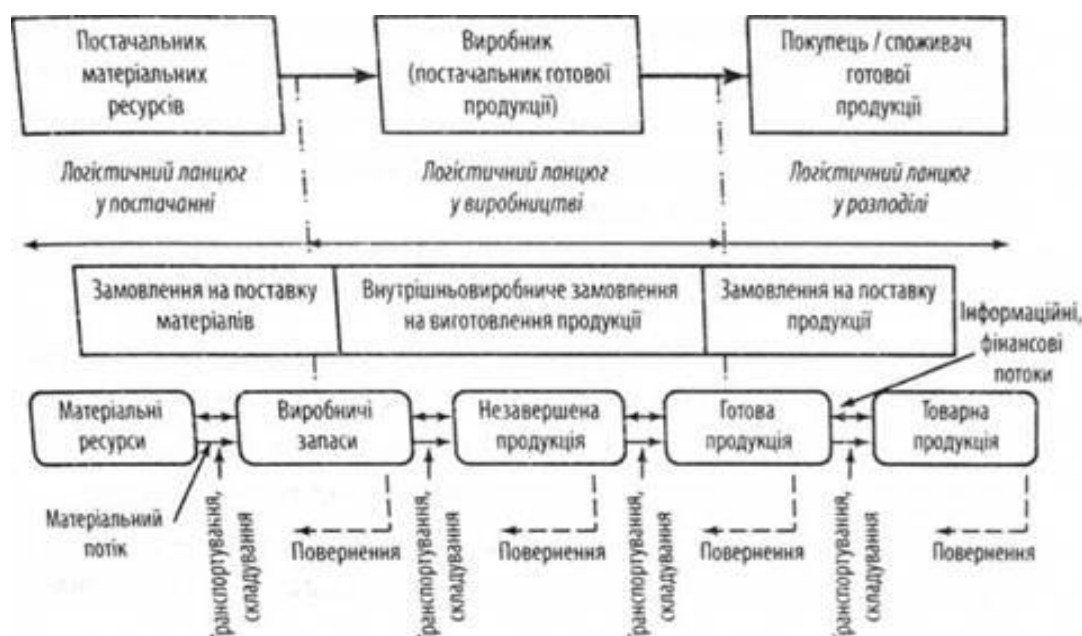 Постачальник
матеріальних
ресурсів
Виробник
(постачальник готової
продукції)
Покупець / споживач
готової
продукції
Логістичний ланцюг
у постачанні
Логістичний ланцюг
у виробництві
Логістичний ланцюг
у розподілі
Замовлення на поставку
матеріалів
Внутрішньовиробниче замовлення
на виготовлення продукції
Замовлення на поставку
продукції
Інформаційні,
фінансові
потоки
Матеріальні
ресурси
Виробничі
запаси
Незавершена
продукція
Готова
продукція
Товарна
продукція
Матеріальний
потік
Транспортування,
складування
Повернення
Транспортування,
складування
Повернення
Транспортування,
складування
Повернення
Транспортування,
складування
Повернення